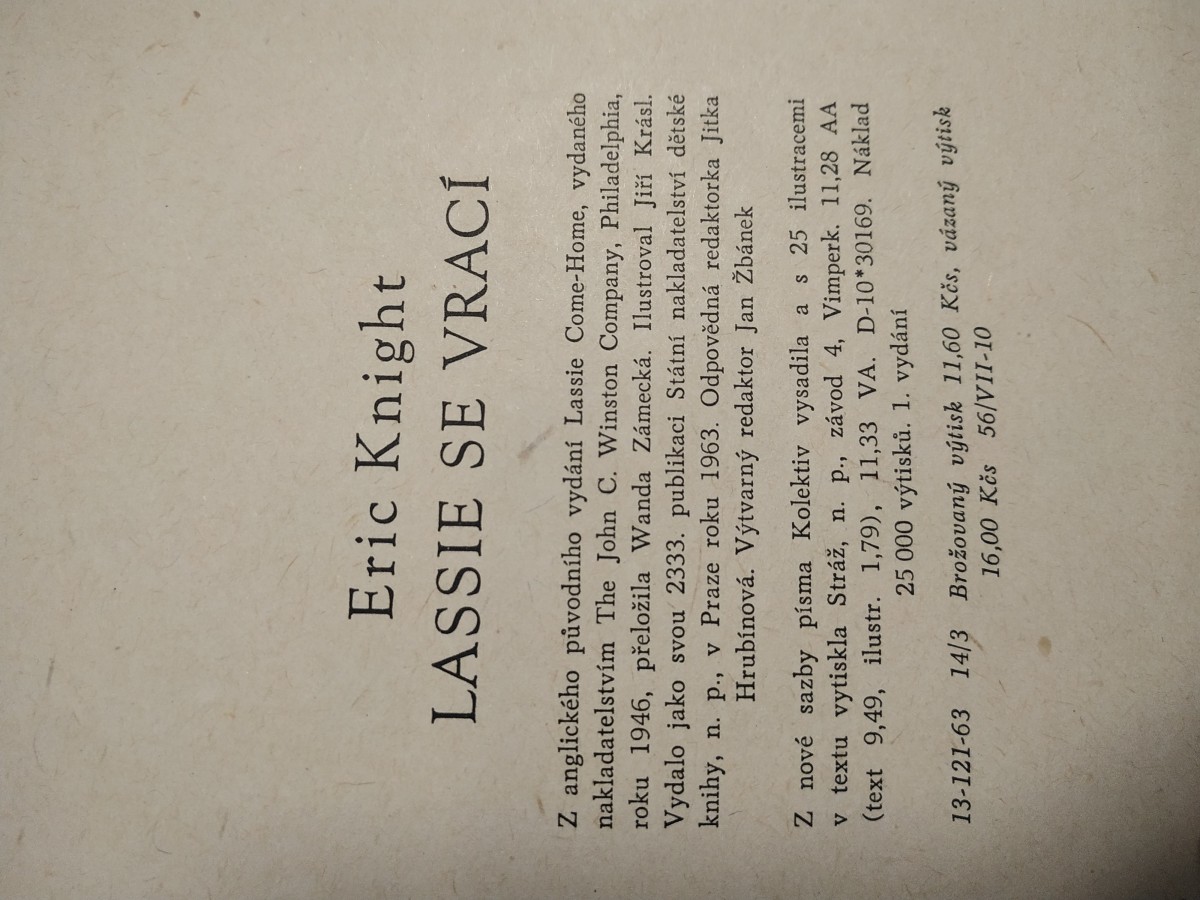 Eric Knight
LASSIE SE VRACÍ
Z anglického původního vydání Lassie Come-Home, vydaného
nakladatelstvím The John C. Winston Company, Philadelphia,
roku 1946, přeložila Wanda Zámecká. Ilustroval Jiří Krásl.
Vydalo jako svou 2333. publikaci Státní nakladatelství dětské
knihy, n. p., v Praze roku 1963. Odpovědná redaktorka Jitka
Hrubínová. Výtvarný redaktor Jan Žbánek
Z nové sazby písma Kolektiv vysadila a s 25 ilustracemi
v textu vytiskla Stráž, n. p., závod 4, Vimperk. 11,28 AA
(text 9,49, ilustr. 1,79), 11,33 VA. D-10*30169. Náklad
25 000 výtisků. 1. vydání
13-121-63 14/3 Brožovaný výtisk 11,60 Kčs, vázaný výtisk
16,00 Kčs 56/VII-10